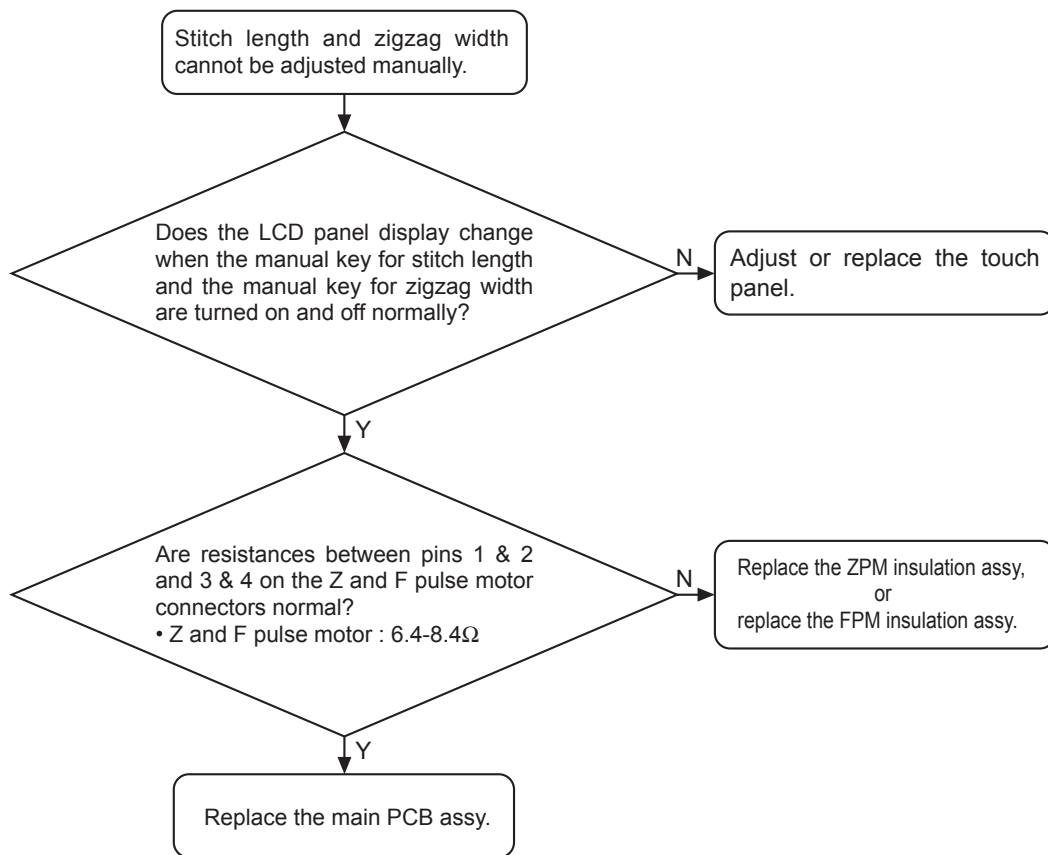 Stitch length and zigzag width
cannot be adjusted manually.
Does the LCD panel display change
when the manual key for stitch length
and the manual key for zigzag width
are turned on and off normally?
N
Adjust or replace the touch
panel.
Y
Are resistances between pins 1 & 2
and 3 & 4 on the Z and F pulse motor
connectors normal?
• Z and F pulse motor : 6.4-8.4Ω
N
Replace the ZPM insulation assy,
or
replace the FPM insulation assy.
Y
Replace the main PCB assy.